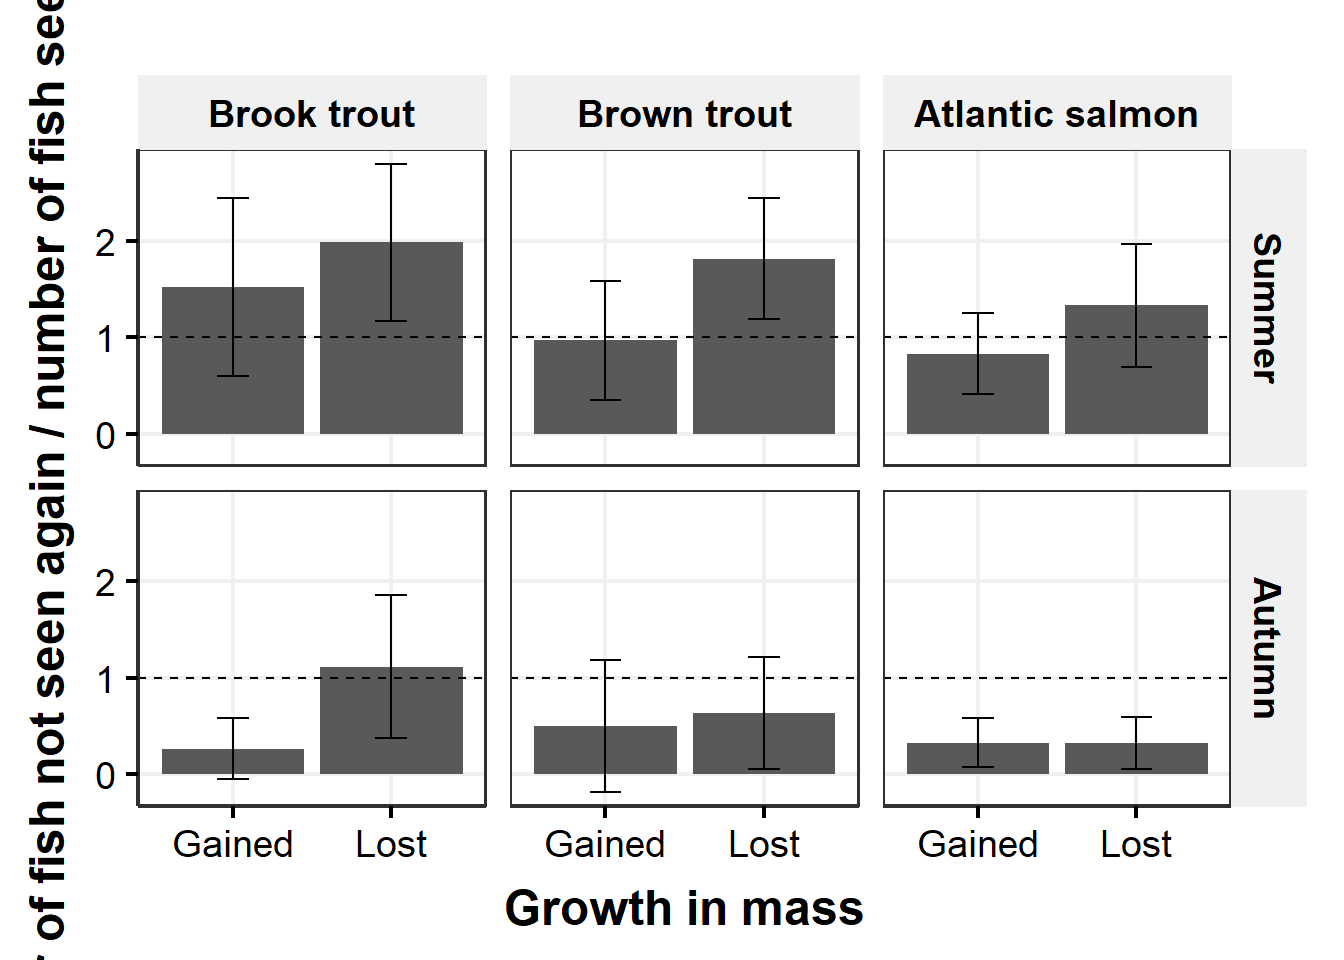 of fish not seen again / number of fish
Brook trout
Brown trout
Atlantic salmon
2
1
0
Summer
2
1
0
Autumn
Gained
Lost
Gained
Lost
Gained
Lost
Growth in mass